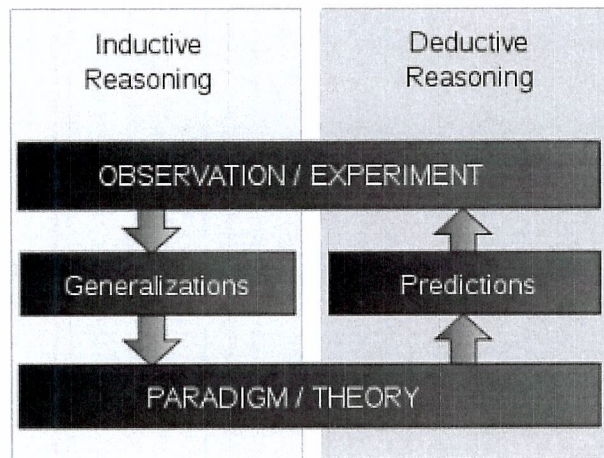 Inductive
Reasoning
Deductive
Reasoning
OBSERVATION / EXPERIMENT
Generalizations
Predictions
PARADIGM / THEORY